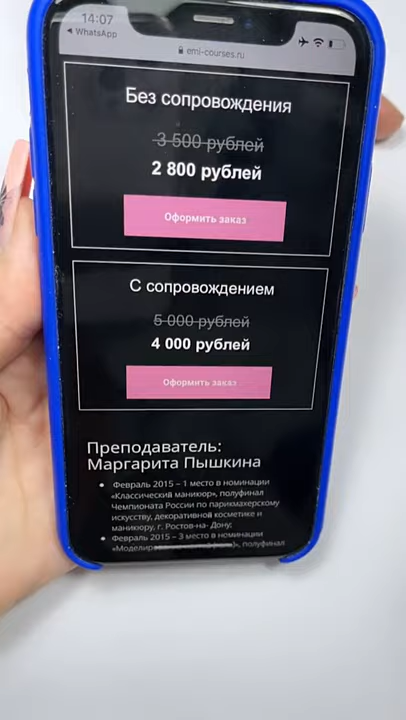 14:07
◀ WhatsApp
emi-courses.ru
Без сопровождения
3 500 рублей
2 800 рублей
Оформить заказ
С сопровождением
5 000 рублей
4 000 рублей
Оформить заказ
Преподаватель:
Маргарита Пышкина
• Февраль 2015 – 1 место в номинации
«Классический маникюр», полуфинал
Чемпионата России по парикмахерскому
искусству, декоративной косметике и
маникюру, г. Ростов-на- Дону;
• Февраль 2015 – 3 место в номинации
полуфинал